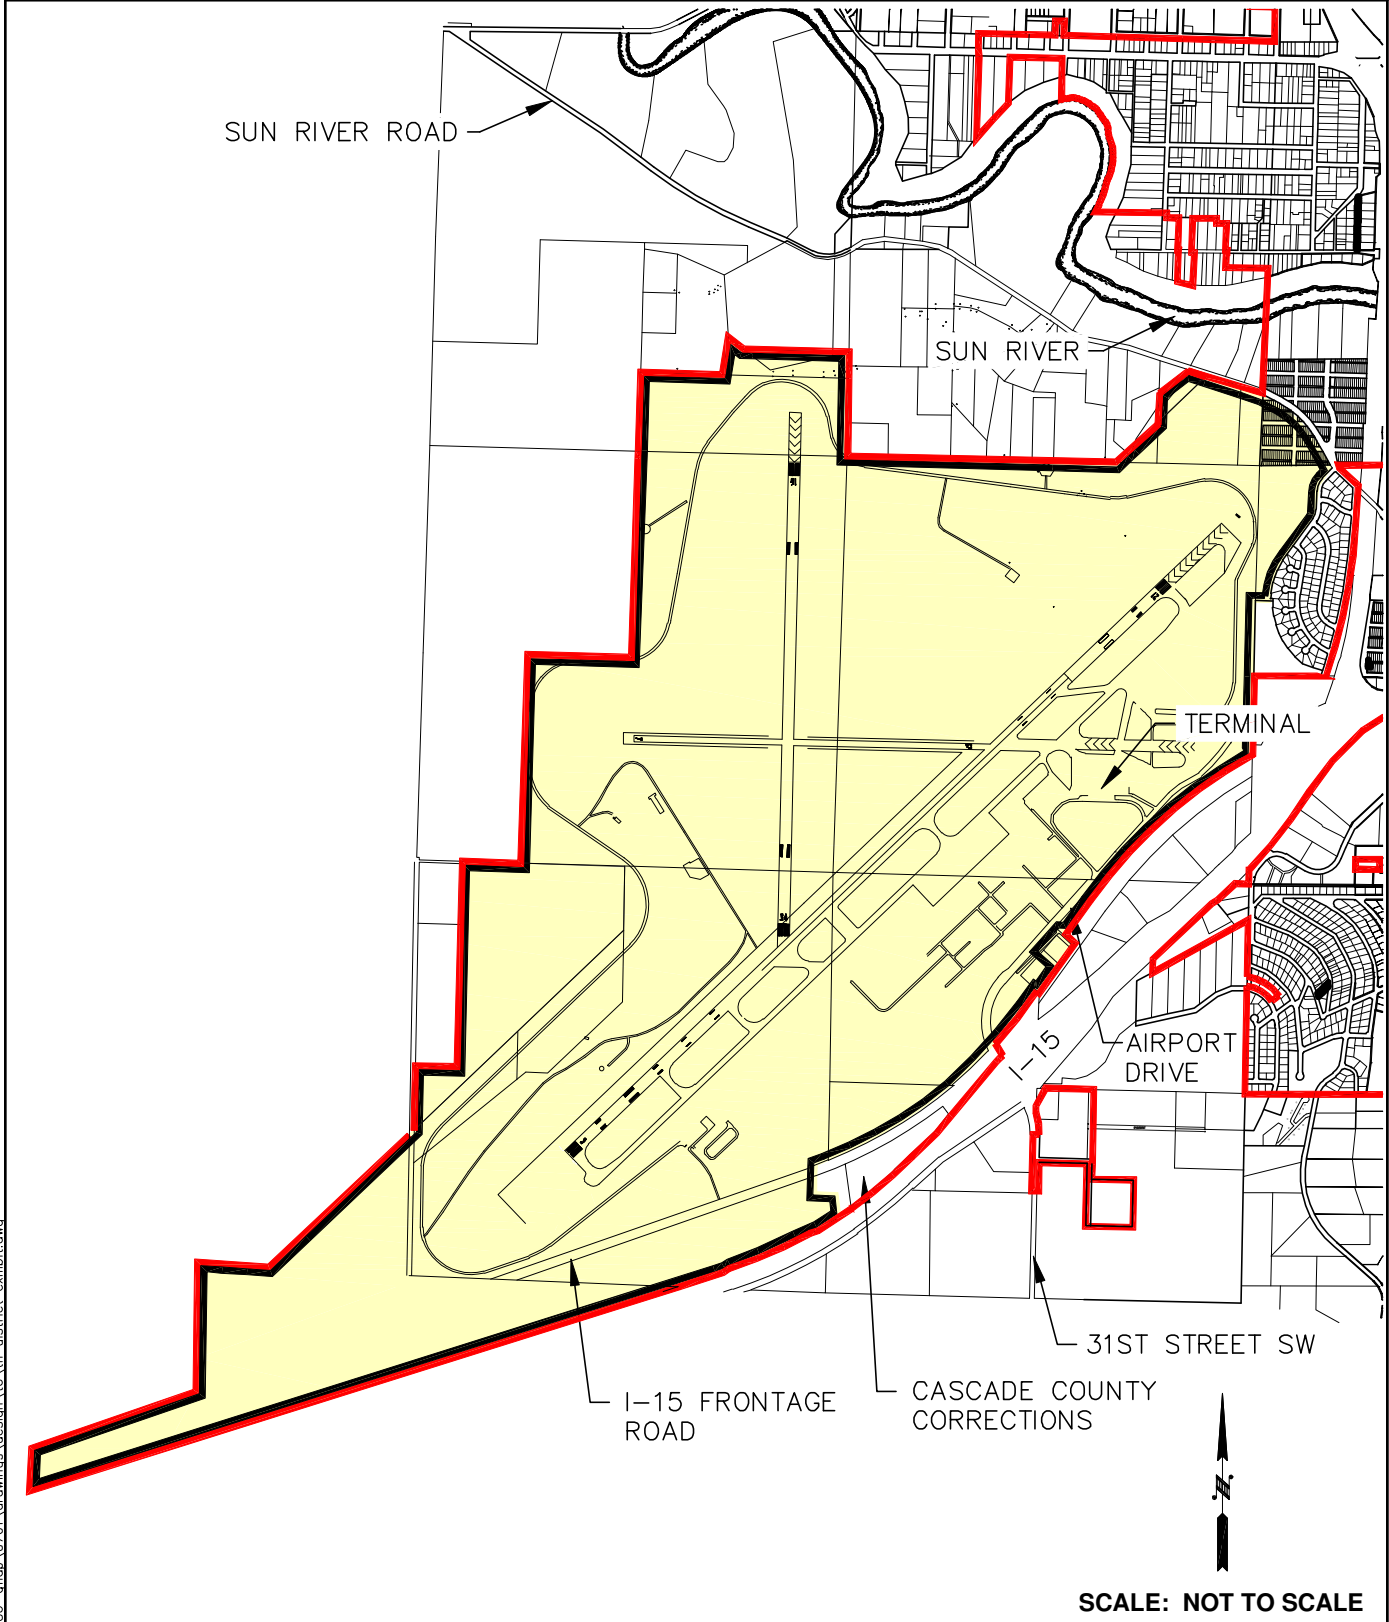 SUN RIVER ROAD
SUN RIVER
TERMINAL
I-15
AIRPORT
DRIVE
31ST STREET SW
I-15 FRONTAGE
ROAD
CASCADE COUNTY
CORRECTIONS
N
SCALE: NOT TO SCALE